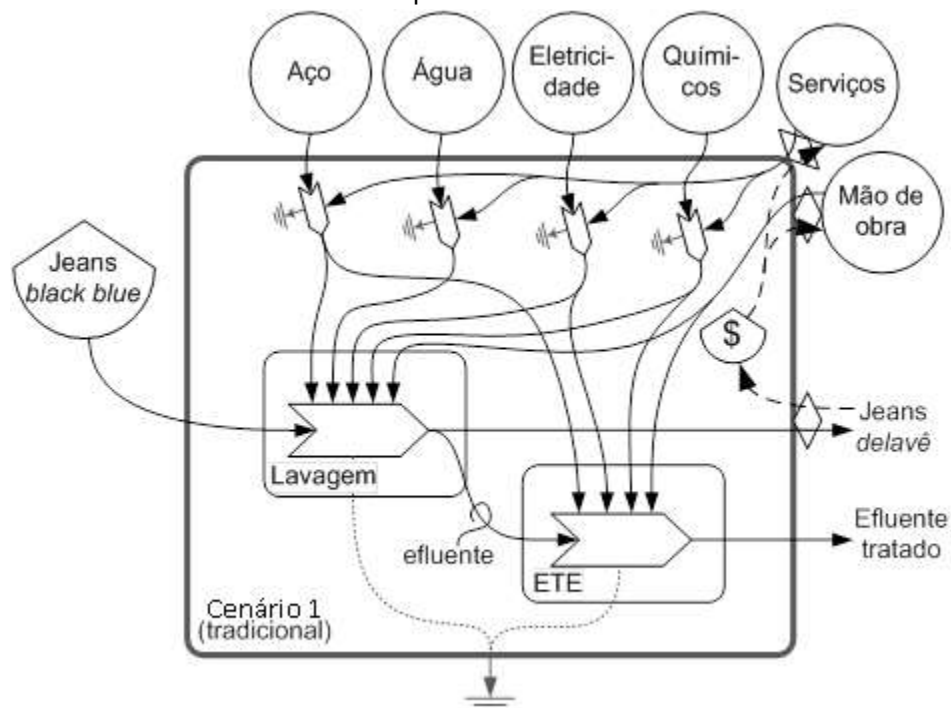 Aço
Água
Eletrici-
dade
Quími-
cos
Serviços
Mão de
obra
Jeans
black blue
$
Jeans
delavê
Lavagem
efluente
Efluente
tratado
ETE
Cenário 1
(tradicional)